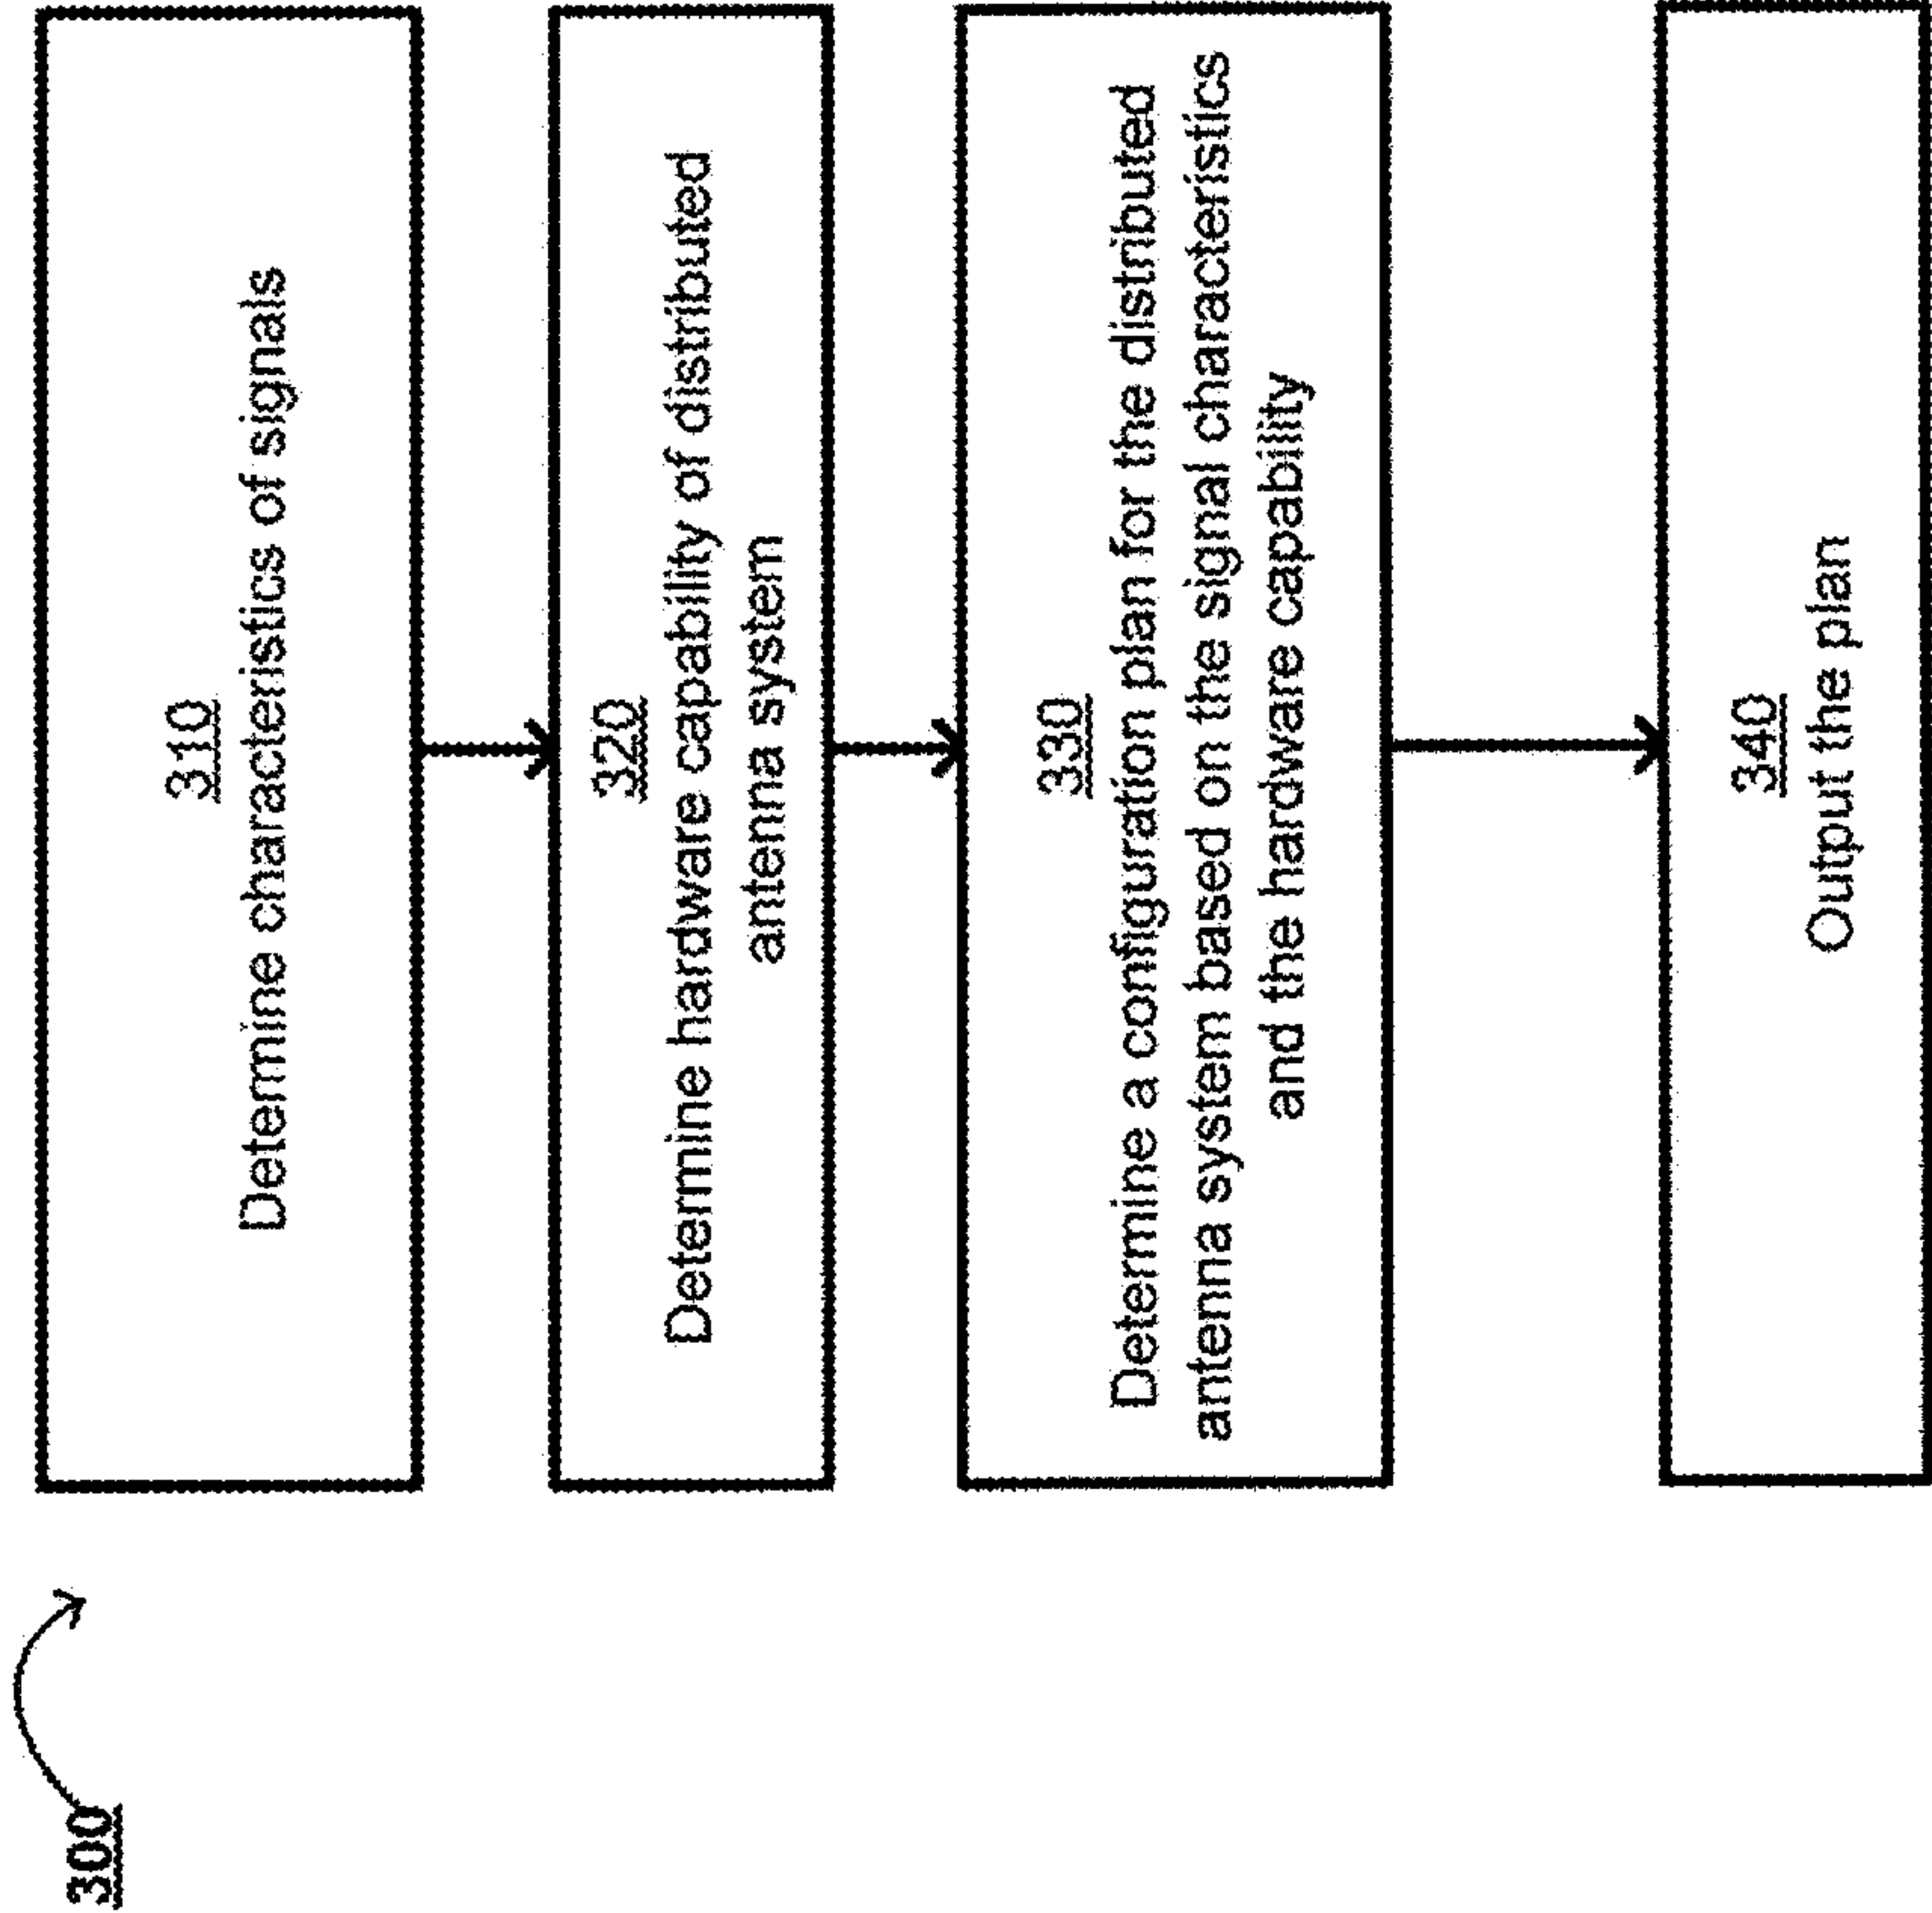 300
310
Determine characteristics of signals
320
Determine hardware capability of distributed
antenna system
330
Determine a configuration plan for the distributed
antenna system based on the signal characteristics
and the hardware capability
340
Output the plan